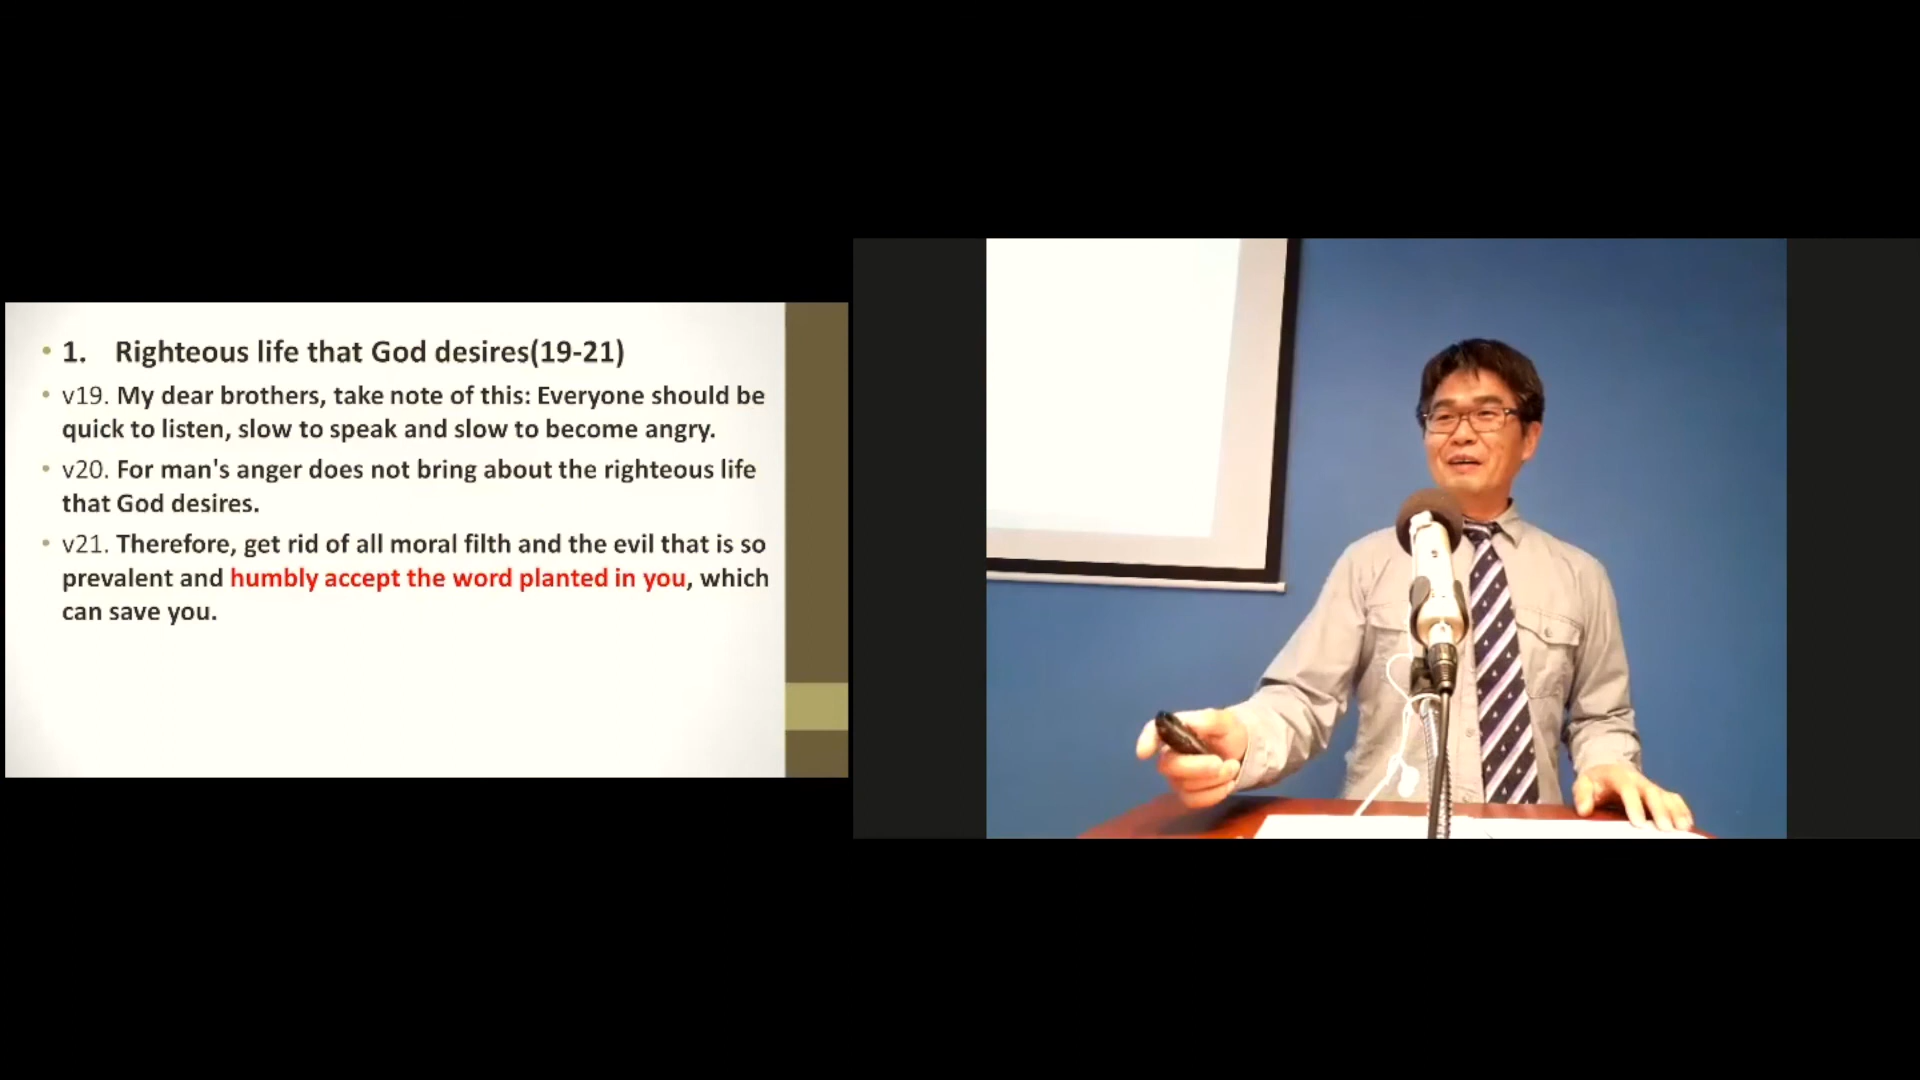 • 1. Righteous life that God desires(19-21)
• v19. My dear brothers, take note of this: Everyone should be
quick to listen, slow to speak and slow to become angry.
• v20. For man's anger does not bring about the righteous life
that God desires.
• v21. Therefore, get rid of all moral filth and the evil that is so
prevalent and humbly accept the word planted in you, which
can save you.